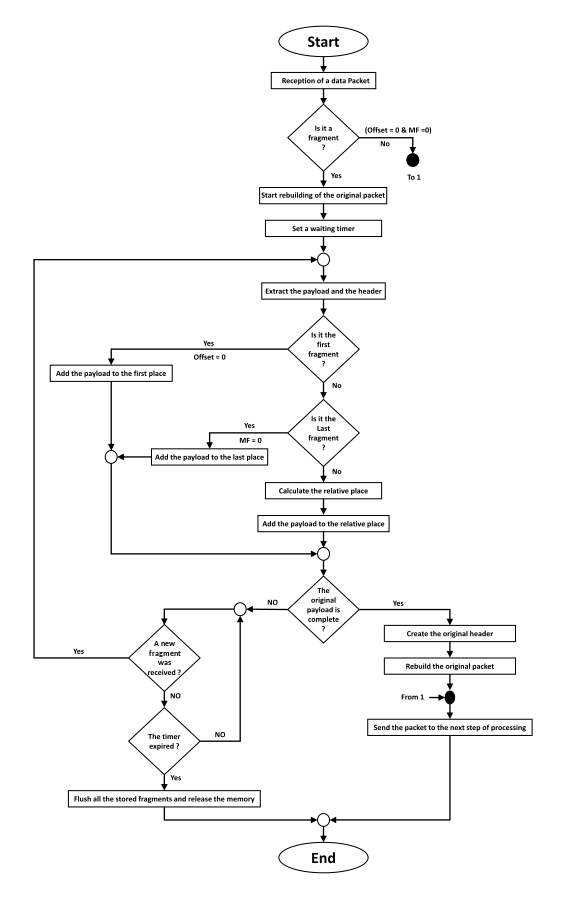 Start
Reception of a data Packet
Is it a
fragment
?
(Offset = 0 & MF =0)
No
To 1
Yes
Start rebuilding of the original packet
Set a waiting timer
Extract the payload and the header
Is it the
first
fragment
?
Yes
Offset = 0
Add the payload to the first place
No
Is it the
Last
fragment
?
Yes
MF = 0
Add the payload to the last place
No
Calculate the relative place
Add the payload to the relative place
The
original
payload is
complete
?
NO
Yes
Create the original header
Rebuild the original packet
From 1
Send the packet to the next step of processing
A new
fragment
was
received ?
Yes
NO
The timer
expired ?
NO
Yes
Flush all the stored fragments and release the memory
End